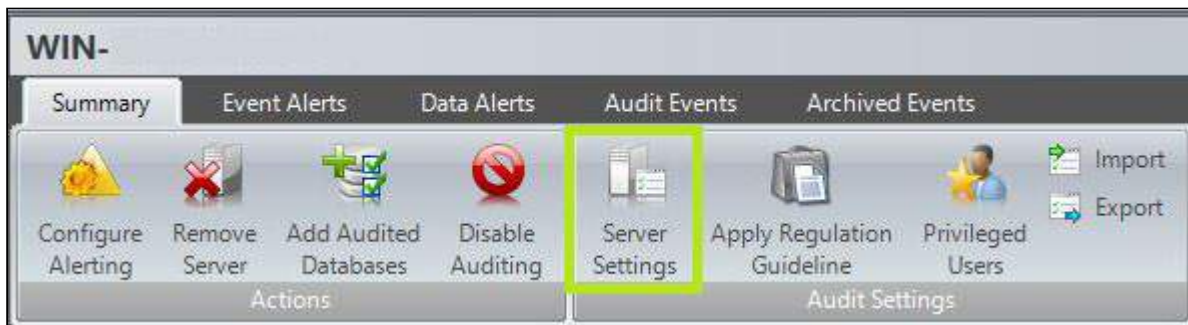 WIN-
Summary Event Alerts Data Alerts Audit Events Archived Events
Configure Remove Add Audited Disable Server Apply Regulation Privileged Import
Alerting Server Databases Auditing Settings Guideline Users Export
Actions Audit Settings